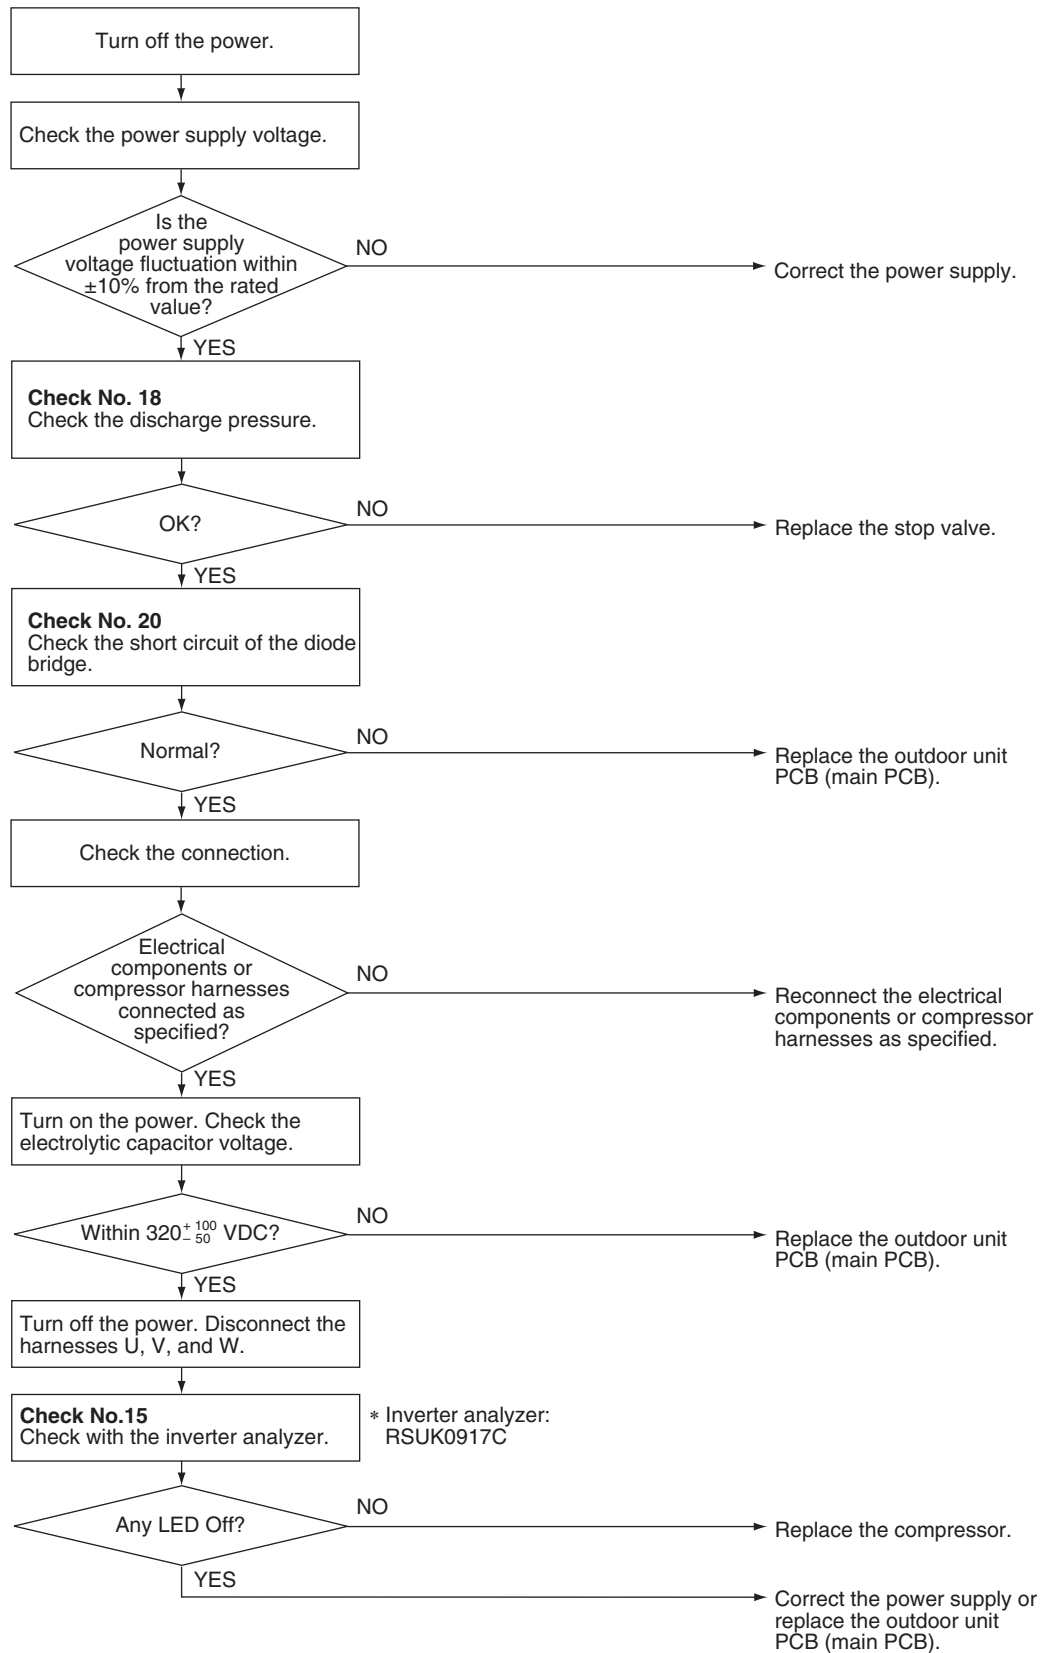 Turn off the power.
Check the power supply voltage.
Is the
power supply
voltage fluctuation within
±10% from the rated
value?
NO
Correct the power supply.
YES
Check No. 18
Check the discharge pressure.
OK?
NO
Replace the stop valve.
YES
Check No. 20
Check the short circuit of the diode
bridge.
Normal?
NO
Replace the outdoor unit
PCB (main PCB).
YES
Check the connection.
Electrical
components or
compressor harnesses
connected as
specified?
NO
Reconnect the electrical
components or compressor
harnesses as specified.
YES
Turn on the power. Check the
electrolytic capacitor voltage.
Within 320 + 100 − 50 VDC?
NO
Replace the outdoor unit
PCB (main PCB).
YES
Turn off the power. Disconnect the
harnesses U, V, and W.
Check No.15
Check with the inverter analyzer.
∗ Inverter analyzer:
RSUK0917C
Any LED Off?
NO
Replace the compressor.
YES
Correct the power supply or
replace the outdoor unit
PCB (main PCB).